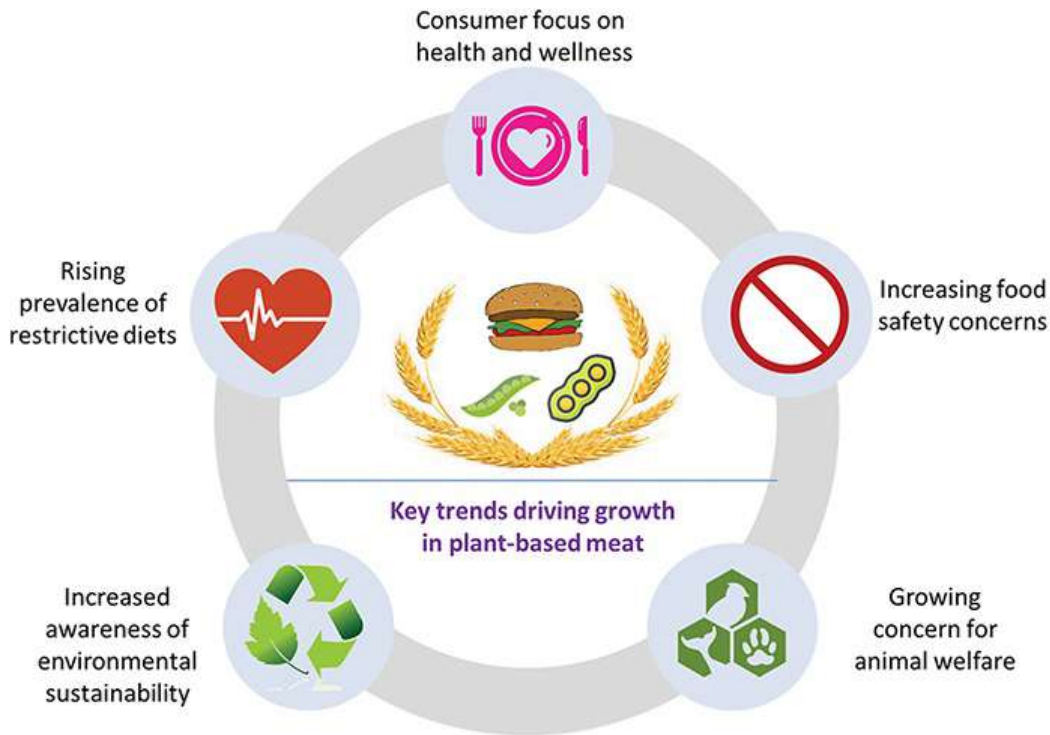 Consumer focus on
health and wellness
Rising
prevalence of
restrictive diets
Increasing food
safety concerns
Key trends driving growth
in plant-based meat
Increased
awareness of
environmental
sustainability
Growing
concern for
animal welfare